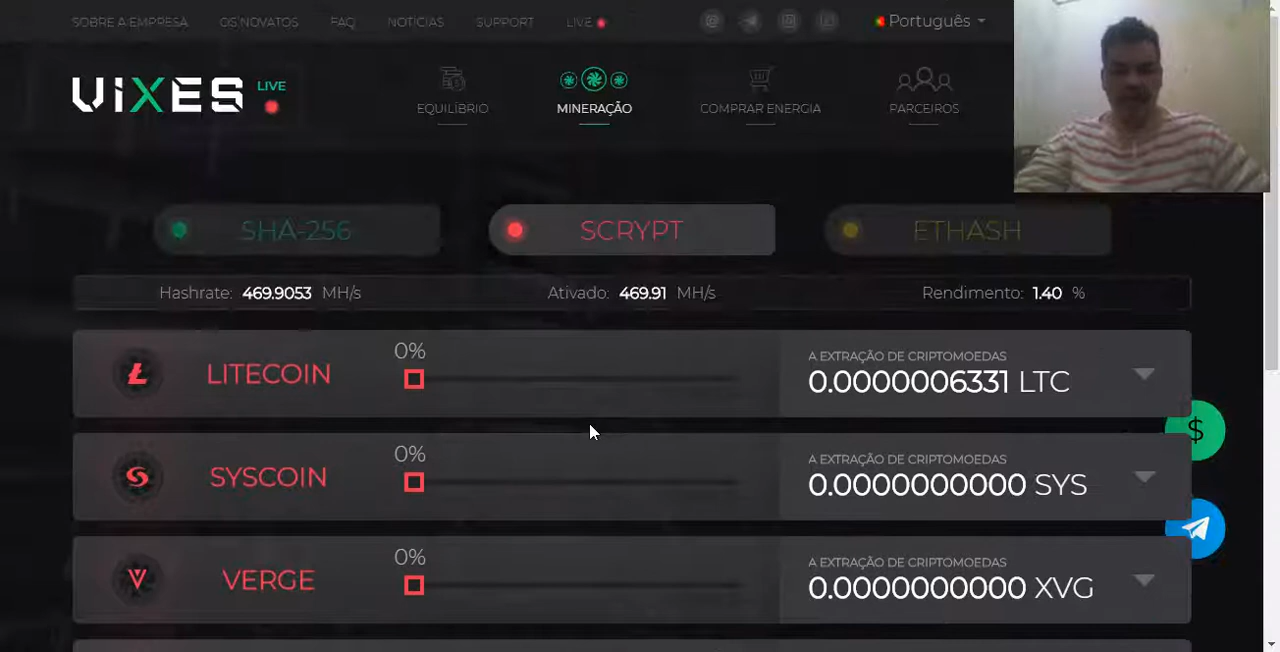 SOBRE A EMPRESA OS NOVATOS FAQ NOTÍCIAS SUPPORT LIVE Português
VIXES LIVE
EQUILÍBRIO MINERAÇÃO COMPRAR ENERGIA PARCEIROS
SHA-256 SCRYPT ETHASH
Hashrate: 469.9053 MH/s Ativado: 469.91 MH/s Rendimento: 1.40 %
LITECOIN 0% A EXTRAÇÃO DE CRIPTOMOEDAS
0.0000006331 LTC
$
SYSCOIN 0% A EXTRAÇÃO DE CRIPTOMOEDAS
0.0000000000 SYS
VERGE 0% A EXTRAÇÃO DE CRIPTOMOEDAS
0.0000000000 XVG